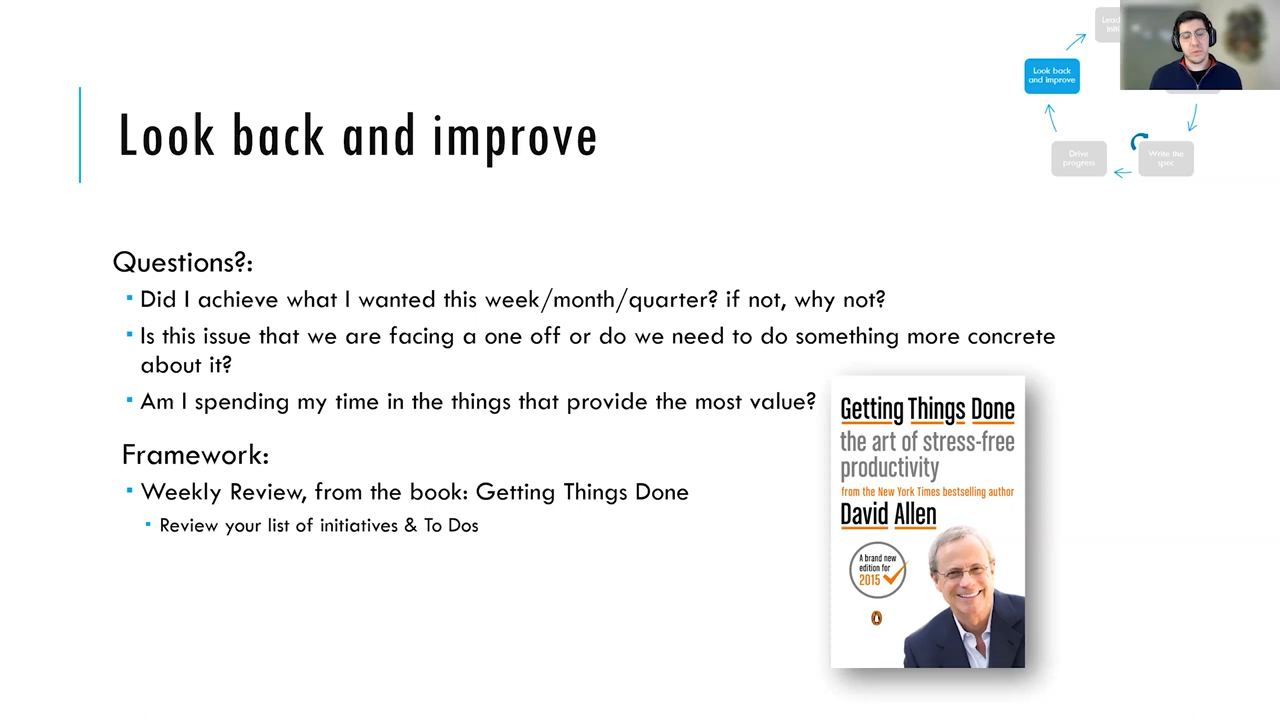 Look back and improve
Questions?:
Did I achieve what I wanted this week/month/quarter? if not, why not?
Is this issue that we are facing a one off or do we need to do something more concrete
about it?
Am I spending my time in the things that provide the most value?
Framework:
Weekly Review, from the book: Getting Things Done
Review your list of initiatives & To Dos
Getting Things Done
the art of stress-free
productivity
from the New York Times bestselling author
David Allen
A brand new
edition for
2015
Look back
and improve
Drive
progress
Write the
spec